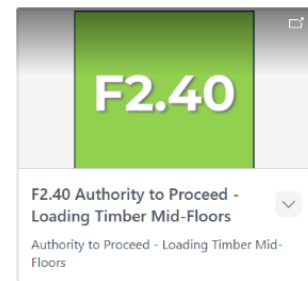 F2.40
F2.40 Authority to Proceed -
Loading Timber Mid-Floors
Authority to Proceed - Loading Timber Mid-
Floors